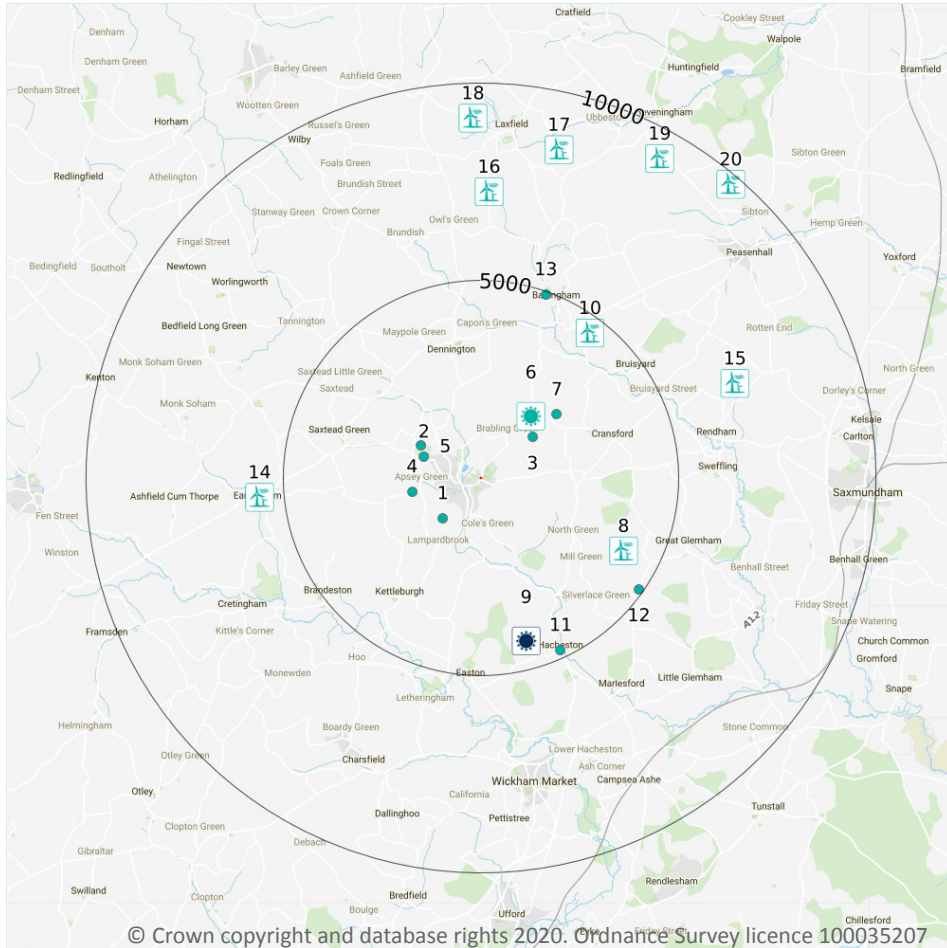 Cratfield
Cookley Street
Denham
Walpole
Denham Green
Barley Green
Huntingfield
Bramfield
Ashfield Green
Denham Street
18
10000
Wootten Green
Horham
Russel's Green
Laxfield
17
19
Wilby
20
Sibton Green
Foals Green
16
Redlingfield
Athelington
Brundish Street
Stanway Green
Crown Corner
Sibton
Owl's Green
Hemp Green
Brundish
Fingal Street
Peasenhall
Yoxford
Bedingfield
Southolt
Newtown
13
Worlingworth
5000
10
Tannington
Capon's Green
Bedfield Long Green
Maypole Green
Rotten End
Dennington
15
Monk Soham Green
Bruisyard
Saxtead Little Green
6
North Green
Kenton
Saxtead
7
Bruisyard Street
Dorley's Corner
Monk Soham
Kelsale
Saxtead Green
2
5
Cransford
Rendham
Carlton
3
4
Sweffling
14
Apsey Green
1
Ashfield Cum Thorpe
Saxmundham
Fen Street
Cole's Green
8
North Green
Lampardbrook
Great Glemham
Winston
Mill Green
Benhall Green
Benhall Street
9
Brandeston
Kettleburgh
Silverlace Green
Cretingham
12
Friday Street
11
A12
Snape Watering
Framsden
Kittle's Corner
Church Common
Hacheston
Hoo
Gromford
Monewden
Easton
Little Glemham
Marlesford
Snape
Letheringham
Helmingham
Boardy Green
Stone Common
Otley Green
Lower Hacheston
Charsfield
Ash Corner
Wickham Market
Campsea Ashe
Otley
California
Tunstall
Dallinghoo
Pettistree
Clopton Green
Debach
Gibraltar
Rendlesham
Swilland
Clopton
Bredfield
Boulge
Ufford
Chillesford
Friday Street
© Crown copyright and database rights 2020. Ordnance Survey licence 100035207